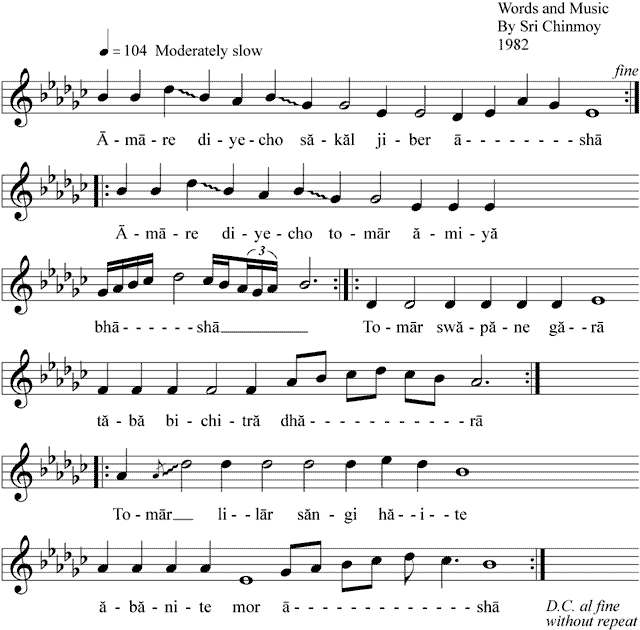 Words and Music
By Sri Chinmoy
1982
♩ = 104 Moderately slow
fine
Ā-mā-re di-ye-cho să-kăl ji-ber ā--------shā
Ā-mā-re di-ye-cho to-mār ă-mi-yă
bhā-----shā
3
To-mār swă-pă-ne gă-rā
tă-bă bi-chi-tră dhā-----------rā
To-mār li-lār săn-gi hă--i--te
ă-bă-ni-te mor ā-----------shā
D.C. al fine
without repeat